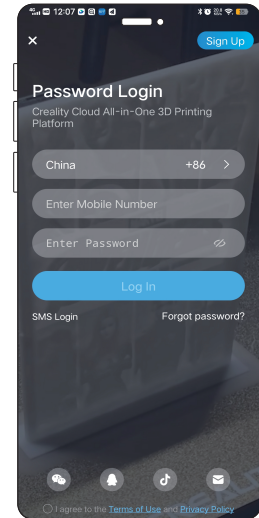 12:07
Sign Up
Password Login
Creality Cloud All-in-One 3D Printing
Platform
China +86
Enter Mobile Number
Enter Password
Log In
SMS Login Forgot password?
I agree to the Terms of Use and Privacy Policy